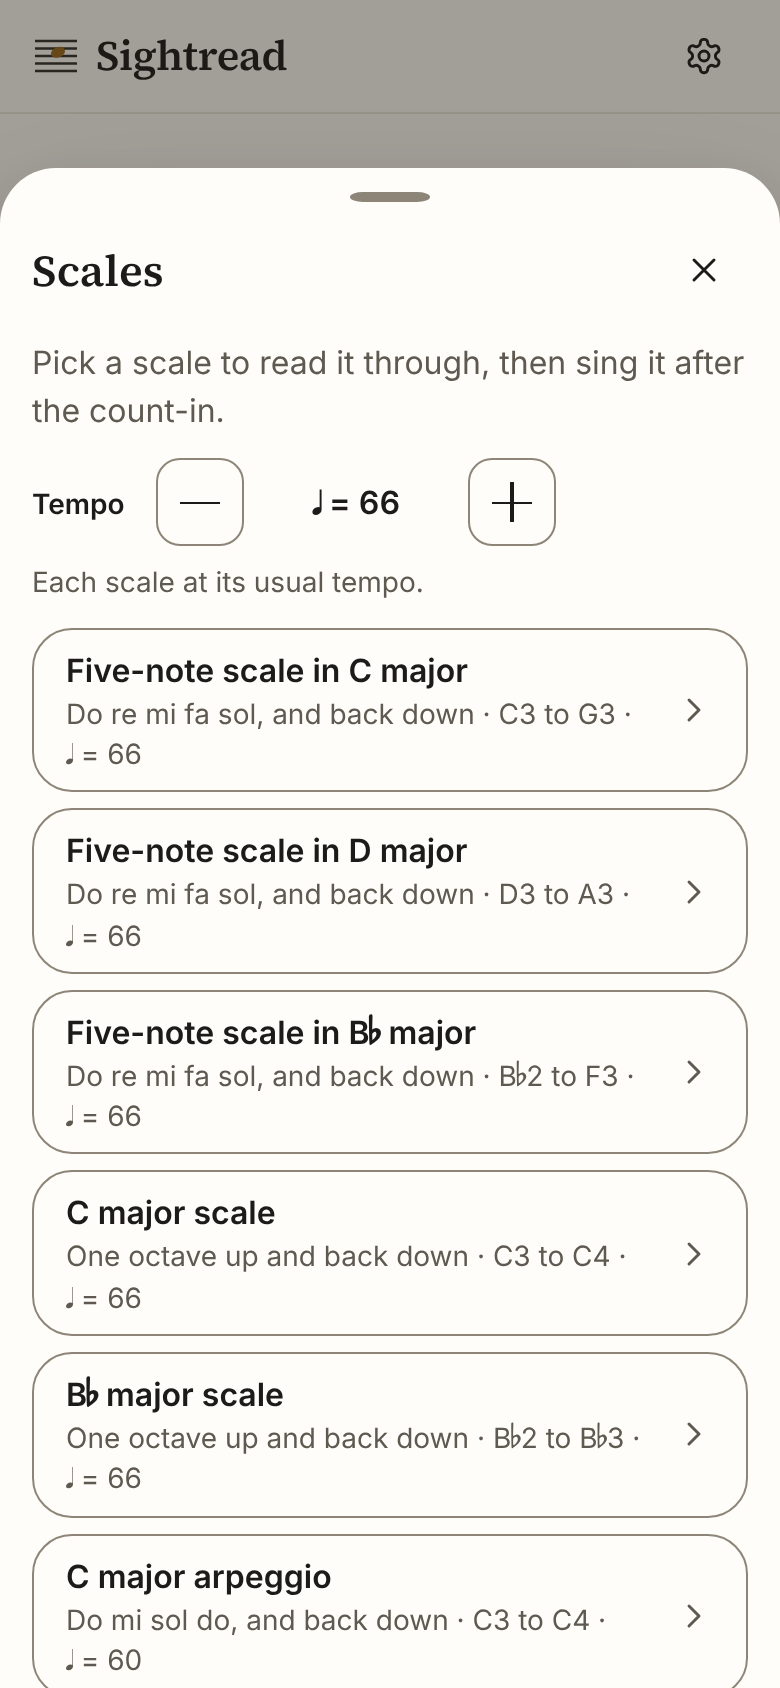 Sightread
Scales
Pick a scale to read it through, then sing it after
the count-in.
Tempo
♩ = 66
Each scale at its usual tempo.
Five-note scale in C major
Do re mi fa sol, and back down · C3 to G3 ·
♩ = 66
Five-note scale in D major
Do re mi fa sol, and back down · D3 to A3 ·
♩ = 66
Five-note scale in B♭ major
Do re mi fa sol, and back down · B♭2 to F3 ·
♩ = 66
C major scale
One octave up and back down · C3 to C4 ·
♩ = 66
B♭ major scale
One octave up and back down · B♭2 to B♭3 ·
♩ = 66
C major arpeggio
Do mi sol do, and back down · C3 to C4 ·
♩ = 60